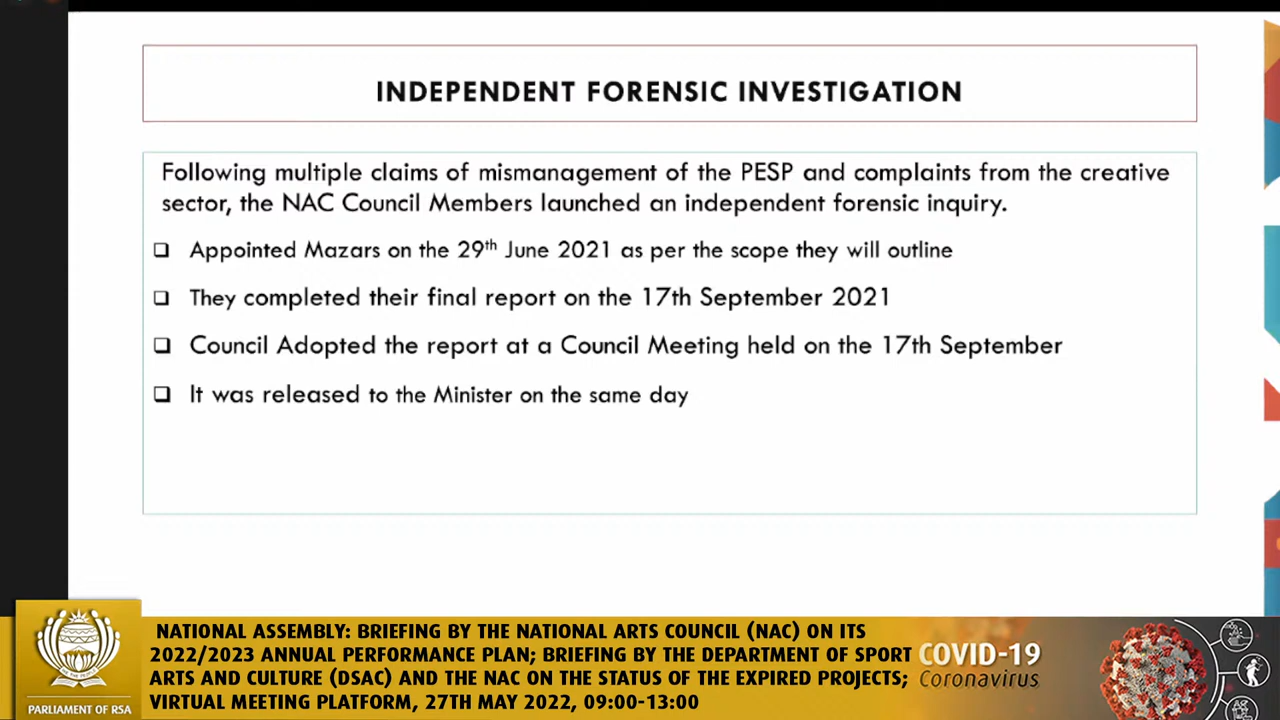 INDEPENDENT FORENSIC INVESTIGATION
Following multiple claims of mismanagement of the PESP and complaints from the creative
sector, the NAC Council Members launched an independent forensic inquiry.
❑ Appointed Mazars on the 29th June 2021 as per the scope they will outline
❑ They completed their final report on the 17th September 2021
❑ Council Adopted the report at a Council Meeting held on the 17th September
❑ It was released to the Minister on the same day
NATIONAL ASSEMBLY: BRIEFING BY THE NATIONAL ARTS COUNCIL (NAC) ON ITS
2022/2023 ANNUAL PERFORMANCE PLAN; BRIEFING BY THE DEPARTMENT OF SPORT
ARTS AND CULTURE (DSAC) AND THE NAC ON THE STATUS OF THE EXPIRED PROJECTS;
VIRTUAL MEETING PLATFORM, 27TH MAY 2022, 09:00-13:00
PARLIAMENT OF RSA
COVID-19
Coronavirus